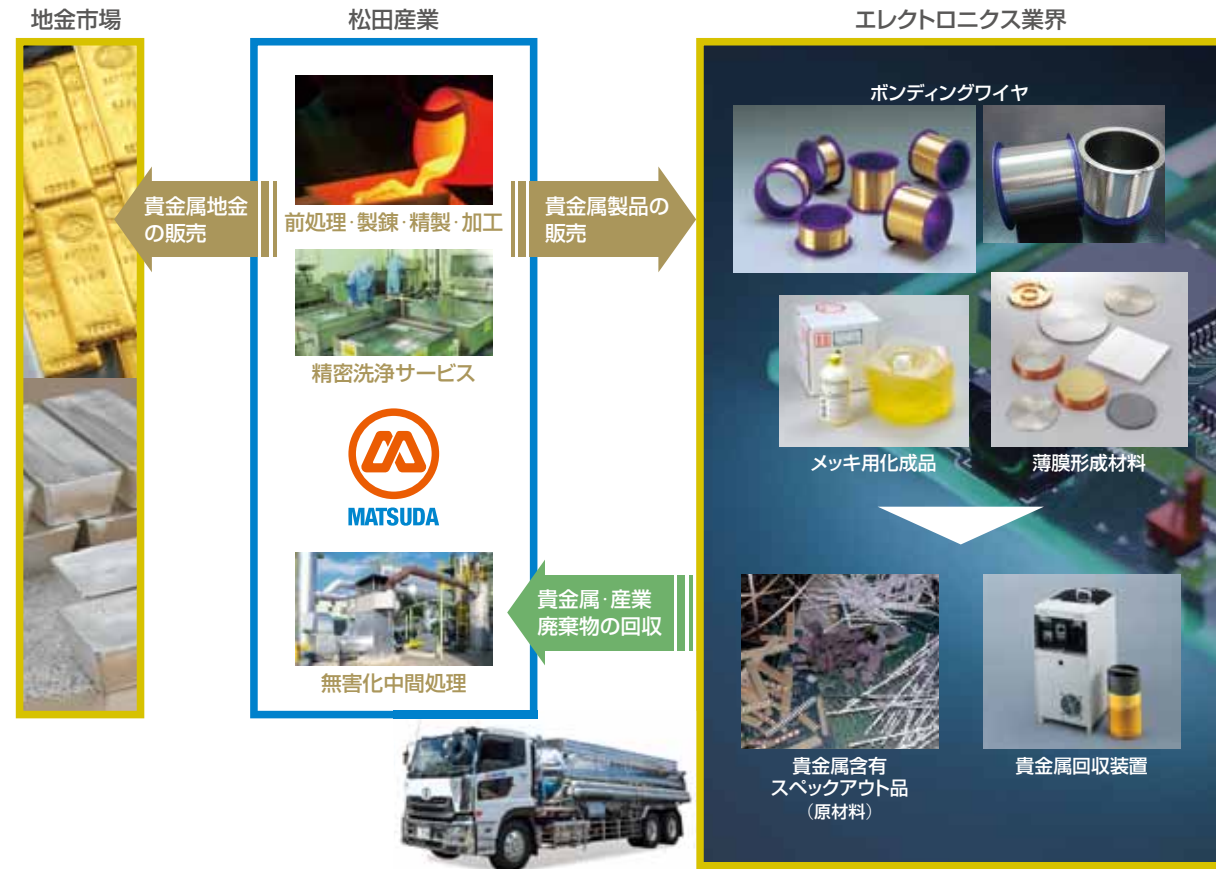 地金市場
松田産業
エレクトロニクス業界
ボンディングワイヤ
貴金属地金
の販売
前処理·製錬·精製·加工
貴金属製品の
販売
精密洗浄サービス
MATSUDA
メッキ用化成品
薄膜形成材料
貴金属·産業
廃棄物の回収
無害化中間処理
貴金属含有
スペックアウト品
（原材料）
貴金属回収装置